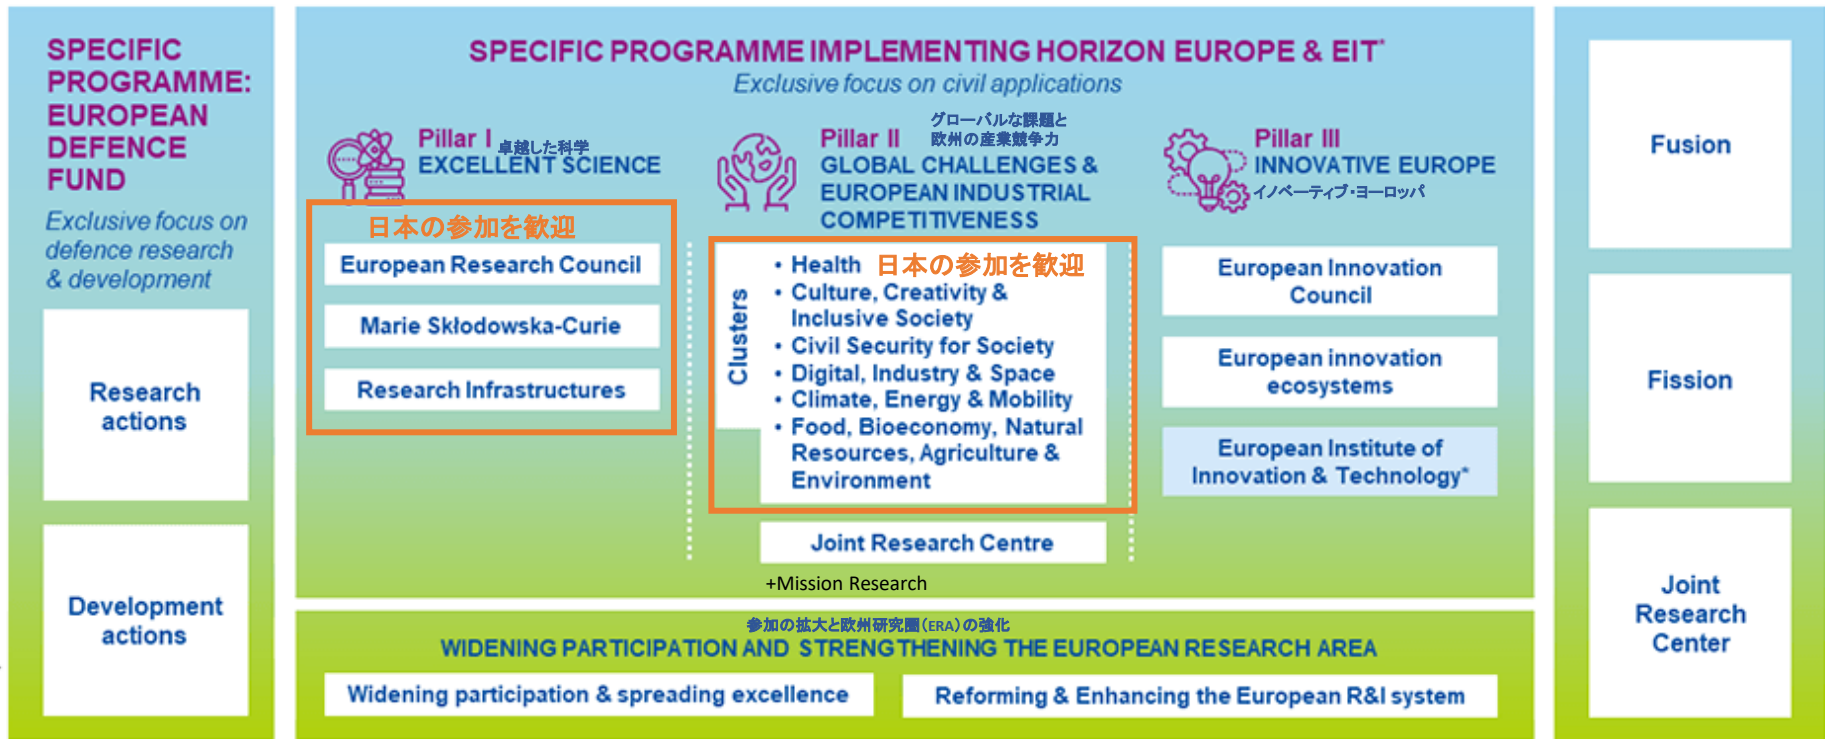 SPECIFIC
PROGRAMME:
EUROPEAN
DEFENCE
FUND
Exclusive focus on
defence research
& development
Research
actions
Development
actions
SPECIFIC PROGRAMME IMPLEMENTING HORIZON EUROPE & EIT*
Exclusive focus on civil applications
Pillar I
卓越した科学
EXCELLENT SCIENCE
日本の参加を歓迎
European Research Council
Marie Skłodowska-Curie
Research Infrastructures
グローバルな課題と
Pillar II 欧州の産業競争力
GLOBAL CHALLENGES &
EUROPEAN INDUSTRIAL
COMPETITIVENESS
Clusters
• Health 日本の参加を歓迎
• Culture, Creativity &
Inclusive Society
• Civil Security for Society
• Digital, Industry & Space
• Climate, Energy & Mobility
• Food, Bioeconomy, Natural
Resources, Agriculture &
Environment
Joint Research Centre
+Mission Research
Pillar III
INNOVATIVE EUROPE
イノベーティブ・ヨーロッパ
European Innovation
Council
European innovation
ecosystems
European Institute of
Innovation & Technology*
参加の拡大と欧州研究圏(ERA)の強化
WIDENING PARTICIPATION AND STRENGTHENING THE EUROPEAN RESEARCH AREA
Widening participation & spreading excellence
Reforming & Enhancing the European R&I system
Fusion
Fission
Joint
Research
Center